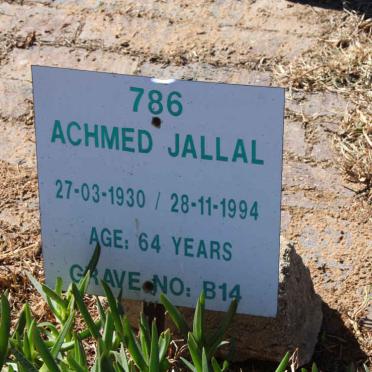 786
ACHMED JALLAL
27-03-1930 / 28-11-1994
AGE: 64 YEARS
GRAVE NO: B14